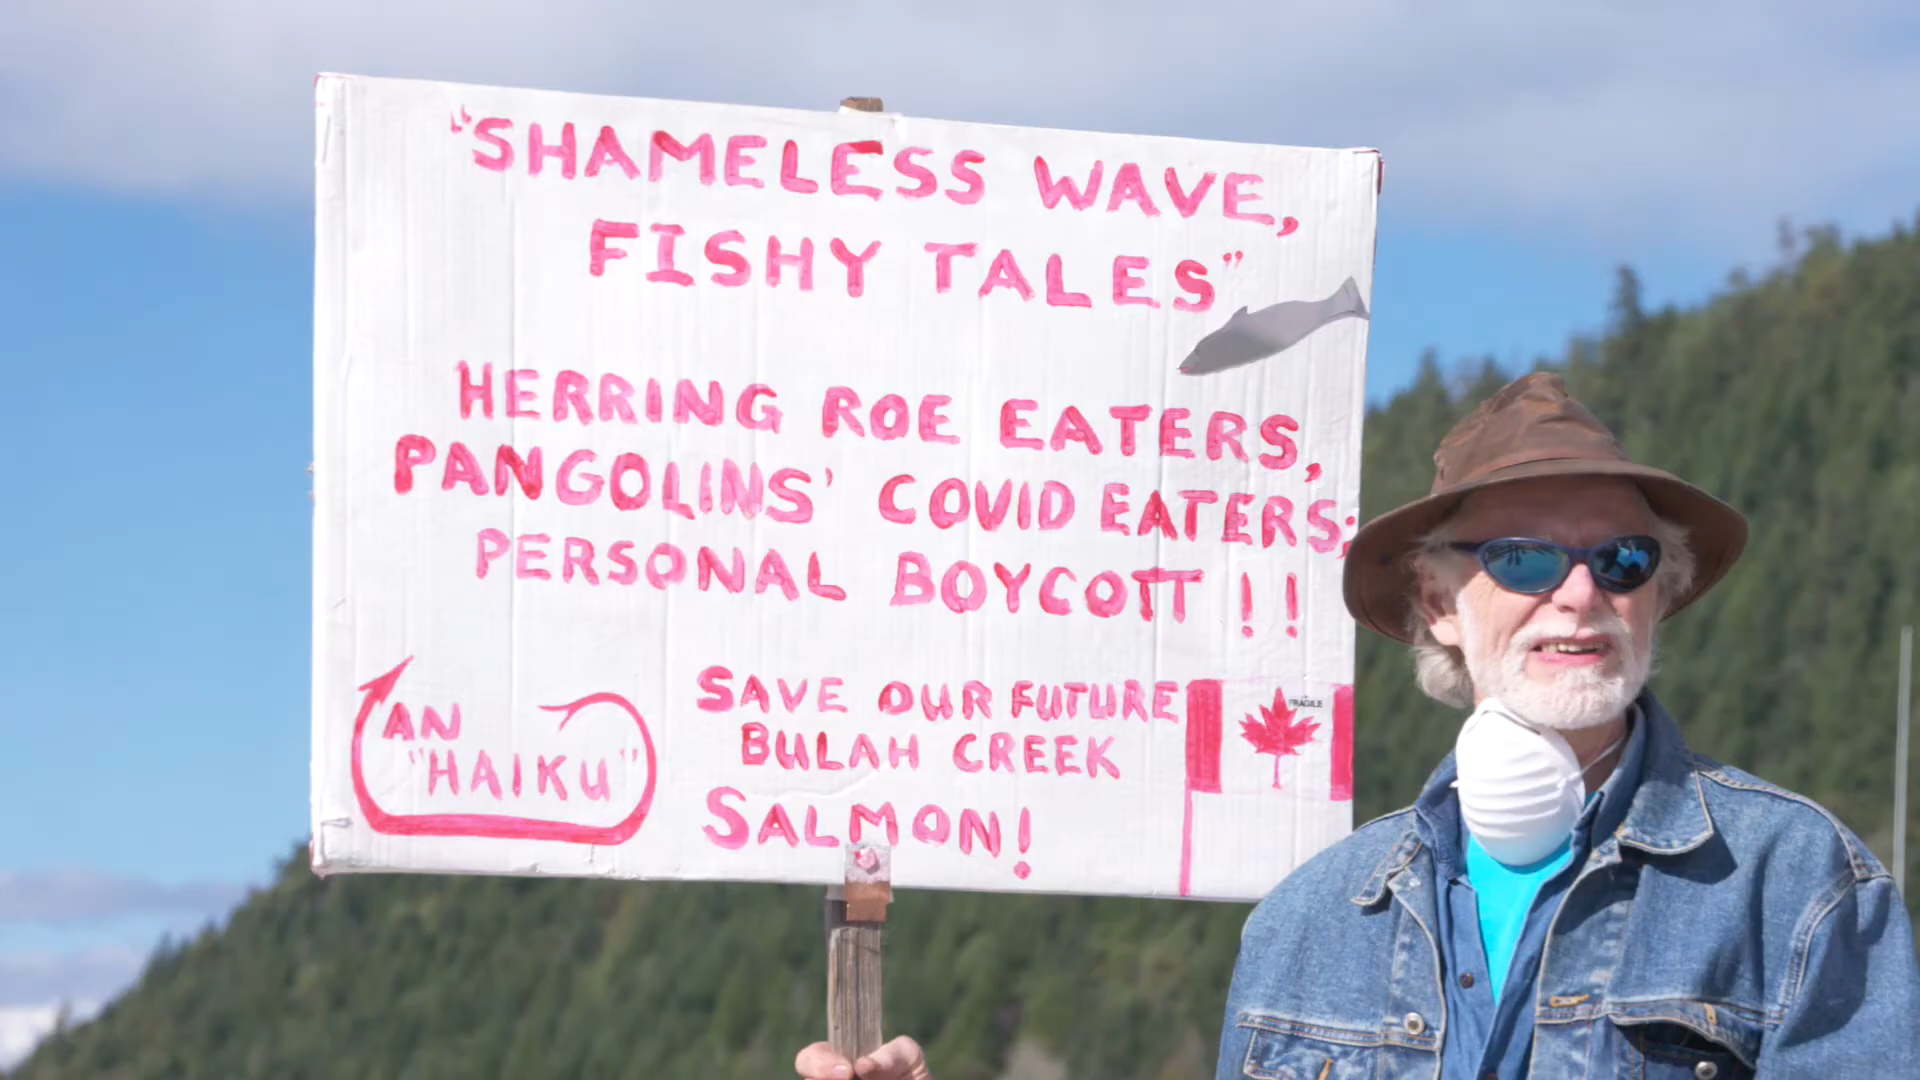 "SHAMELESS WAVE,
FISHY TALES"
HERRING ROE EATERS,
PANGOLINS' COVID EATERS;
PERSONAL BOYCOTT!!
AN
"HAIKU"
SAVE OUR FUTURE
BULAH CREEK
SALMON!
FRAGILE